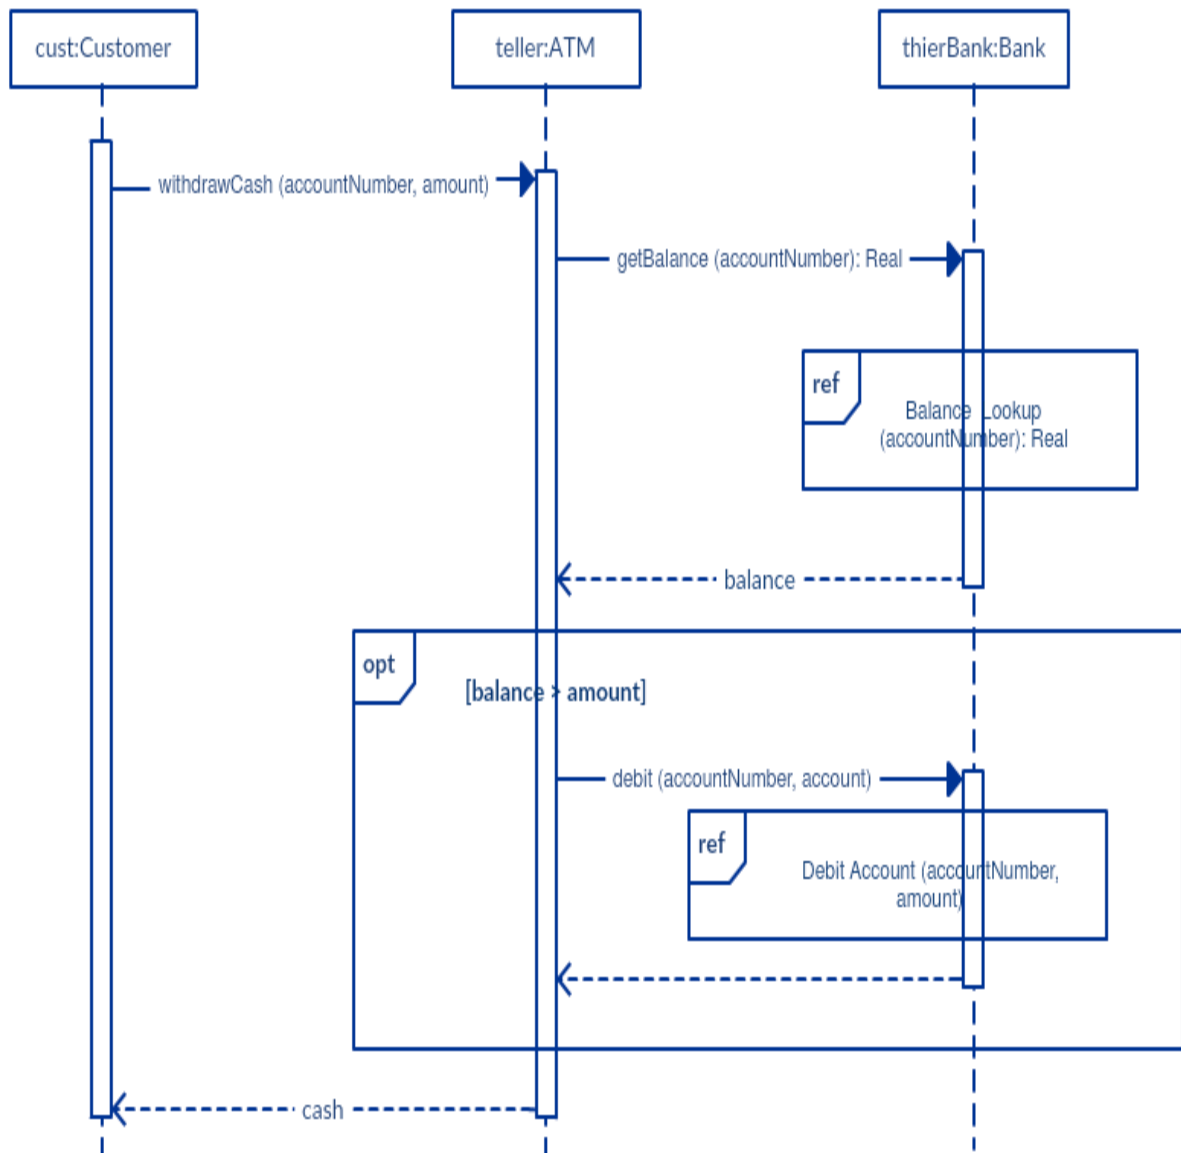 cust:Customer
teller:ATM
thierBank:Bank
withdrawCash (accountNumber, amount)
getBalance (accountNumber): Real
ref
Balance Lookup
(accountNumber): Real
balance
opt
[balance > amount]
debit (accountNumber, account)
ref
Debit Account (accountNumber,
amount)
cash